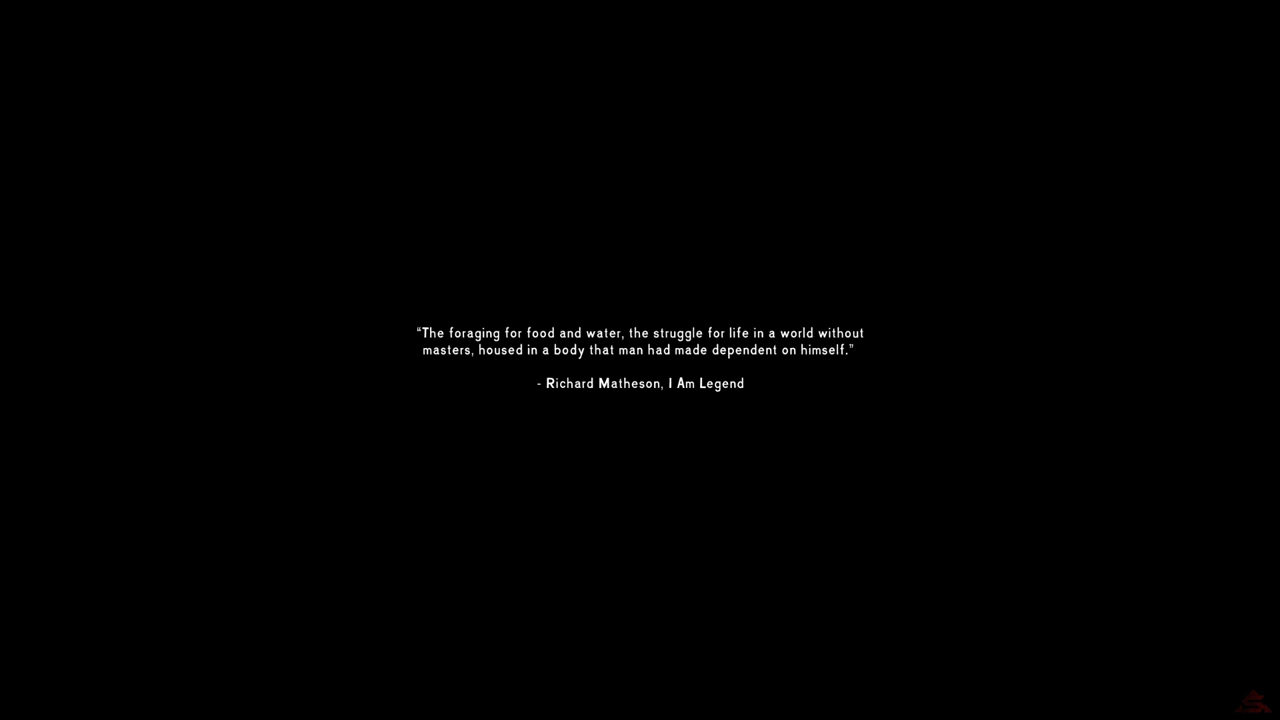 “The foraging for food and water, the struggle for life in a world without
masters, housed in a body that man had made dependent on himself.”
- Richard Matheson, I Am Legend